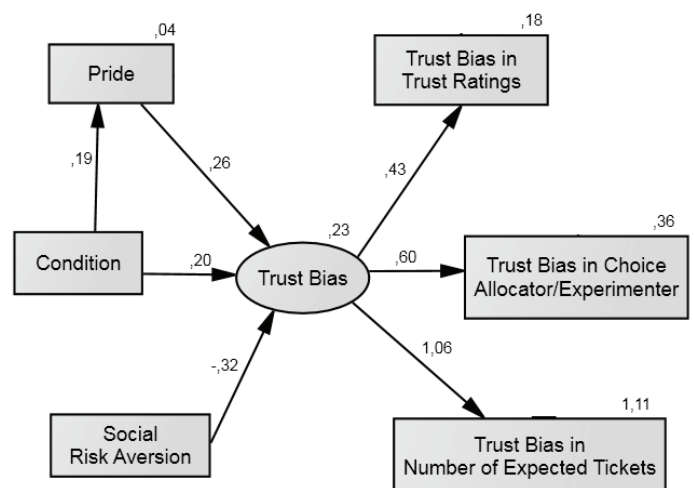 ,04
Pride
,19
,26
Condition
,20
,23
Trust Bias
-,32
Social
Risk Aversion
,18
Trust Bias in
Trust Ratings
,43
,60
,36
Trust Bias in Choice
Allocator/Experimenter
1,06
1,11
Trust Bias in
Number of Expected Tickets